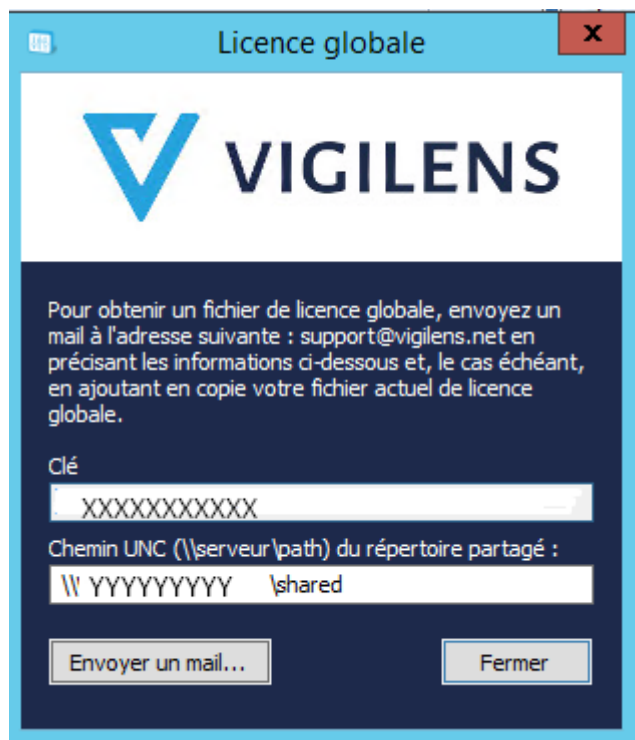 Licence globale
VIGILENS
Pour obtenir un fichier de licence globale, envoyez un
mail à l'adresse suivante : support@vigilens.net en
précisant les informations ci-dessous et, le cas échéant,
en ajoutant en copie votre fichier actuel de licence
globale.
Clé
XXXXXXXXXXX
Chemin UNC (\\serveur\path) du répertoire partagé :
\\ YYYYYYYYY \shared
Envoyer un mail... Fermer